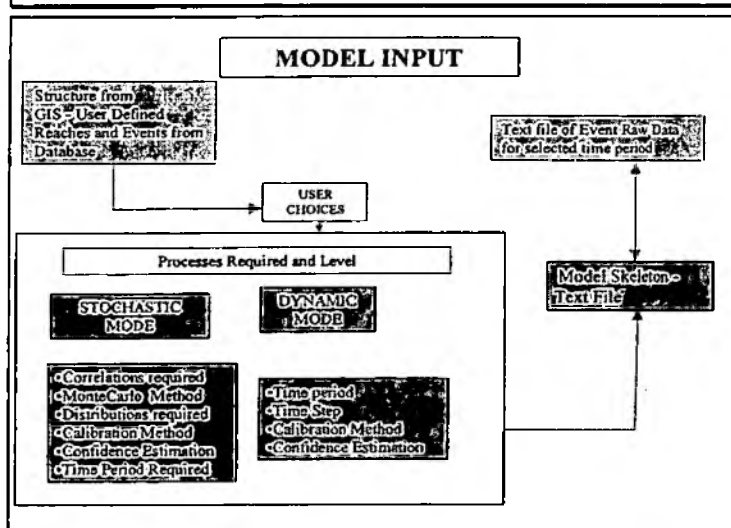 MODEL INPUT
Structure from
GIS - User Defined
Reaches and Events from
Database
Text file of Event Raw Data
for selected time period
USER
CHOICES
Processes Required and Level
STOCHASTIC
MODE
DYNAMIC
MODE
Model Skeleton -
Text File
•Correlations required
•MonteCarlo Method
•Distributions required
•Calibration Method
•Confidence Estimation
•Time Period Required
•Time period
•Time Step
•Calibration Method
•Confidence Estimation